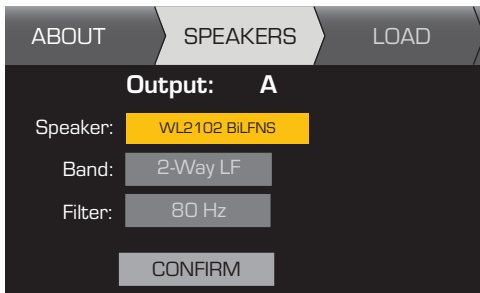 ABOUT SPEAKERS LOAD
Output: A
Speaker: WL2102 BiLFNS
Band: 2-Way LF
Filter: 80 Hz
CONFIRM